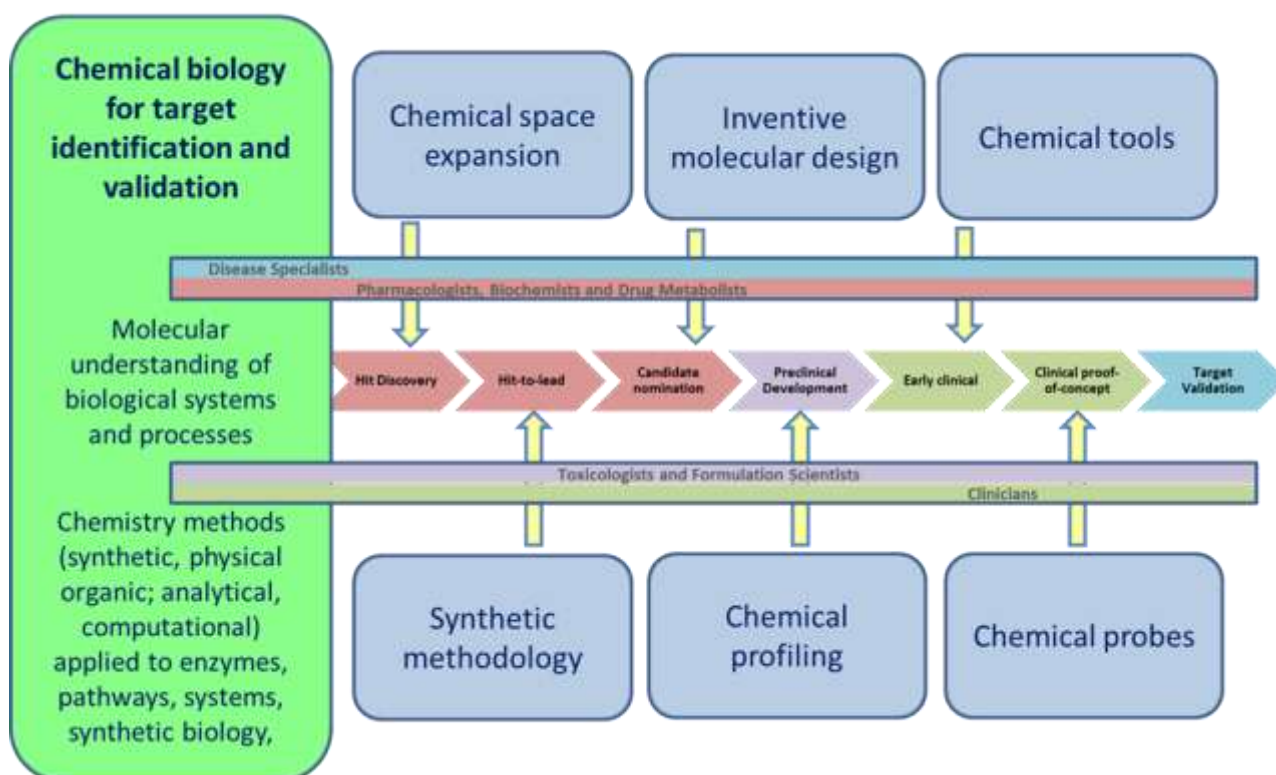 Chemical biology
for target
identification and
validation
Molecular
understanding of
biological systems
and processes
Chemistry methods
(synthetic, physical
organic; analytical,
computational)
applied to enzymes,
pathways, systems,
synthetic biology,
Chemical space
expansion
Inventive
molecular design
Chemical tools
Disease Specialists
Pharmacologists, Biochemists and Drug Metabolists
Hit Discovery
Hit-to-lead
Candidate
nomination
Preclinical
Development
Early clinical
Clinical proof-
of-concept
Target
Validation
Toxicologists and Formulation Scientists
Clinicians
Synthetic
methodology
Chemical
profiling
Chemical probes